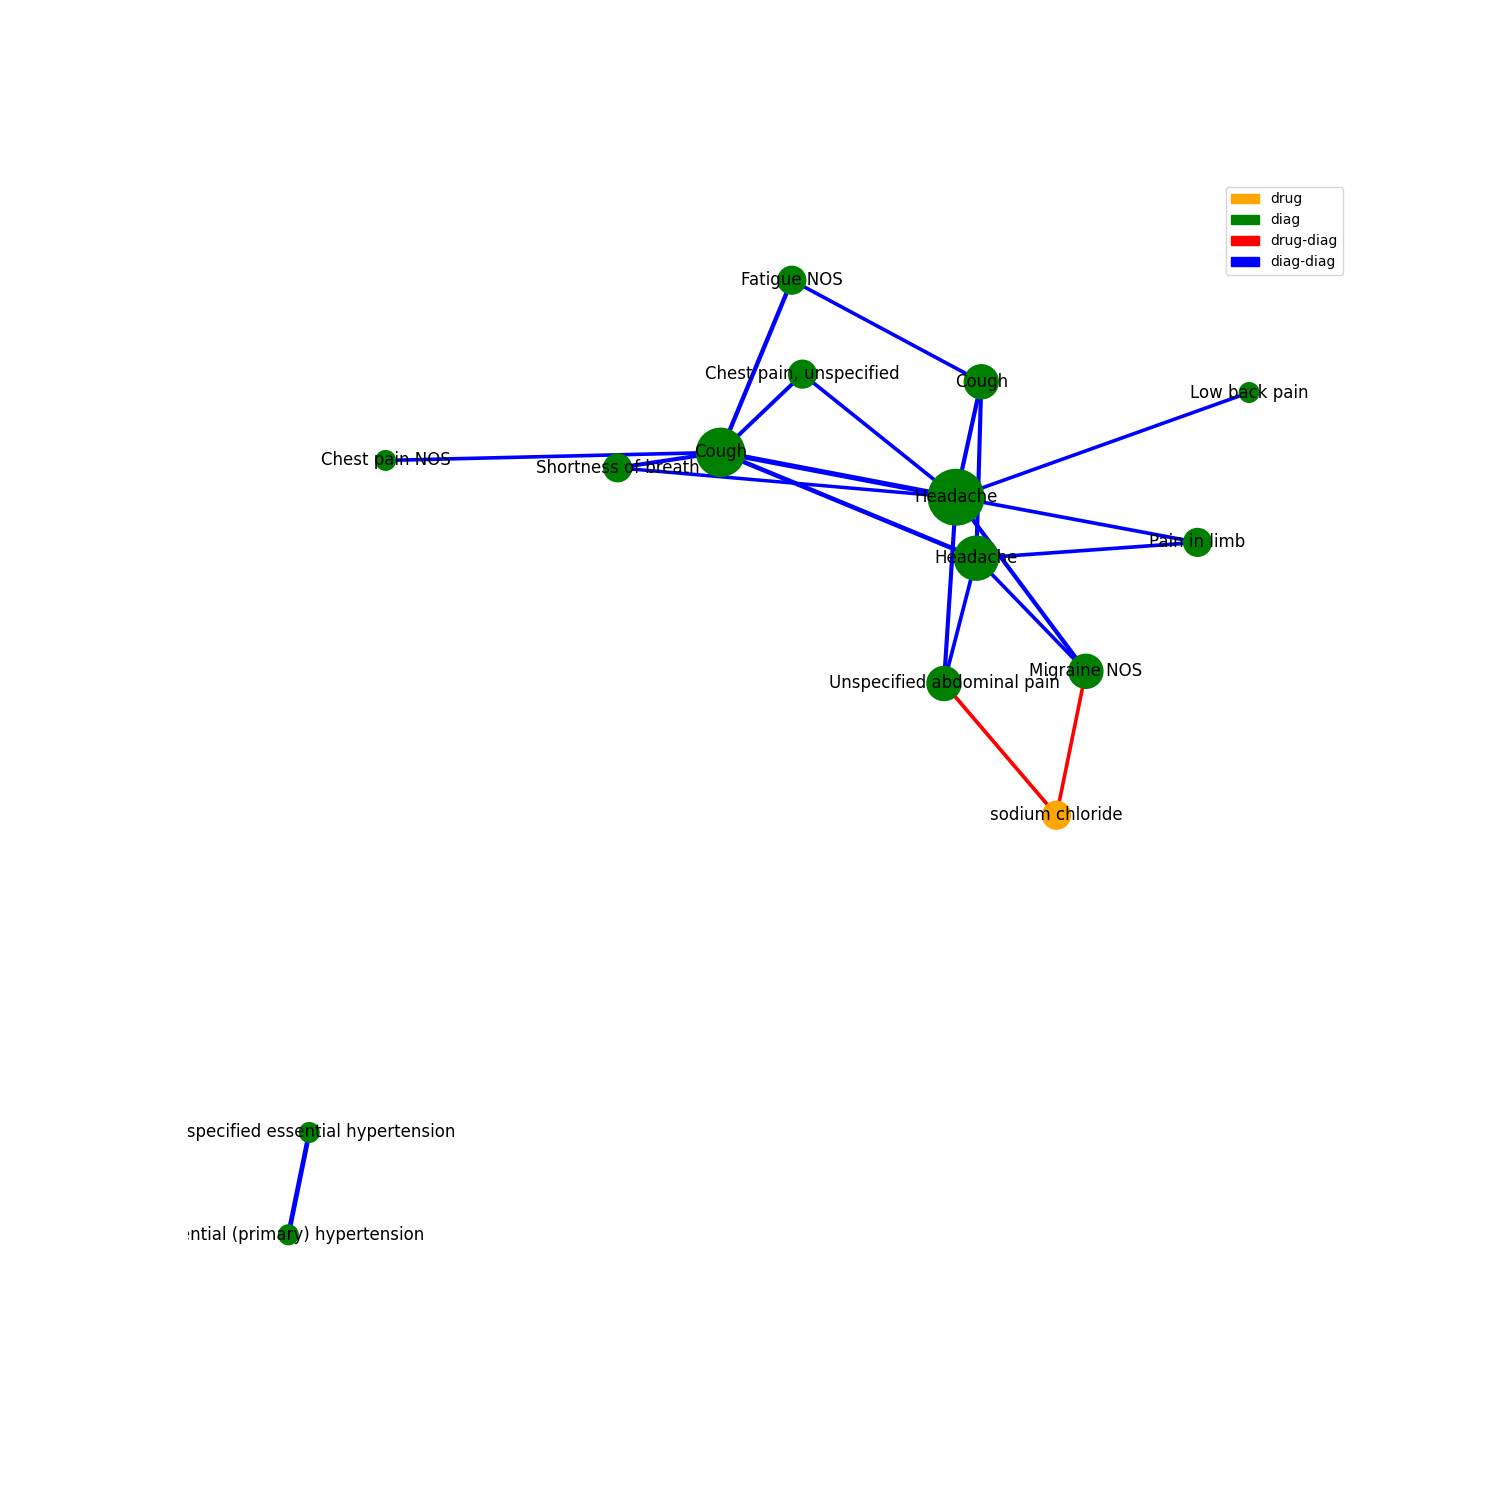 drug
diag
drug-diag
diag-diag
Fatigue NOS
Chest pain, unspecified
Cough
Low back pain
Cough
Chest pain NOS
Shortness of breath
Headache
Pain in limb
Headache
Migraine NOS
Unspecified abdominal pain
sodium chloride
specified essential hypertension
ntial (primary) hypertension